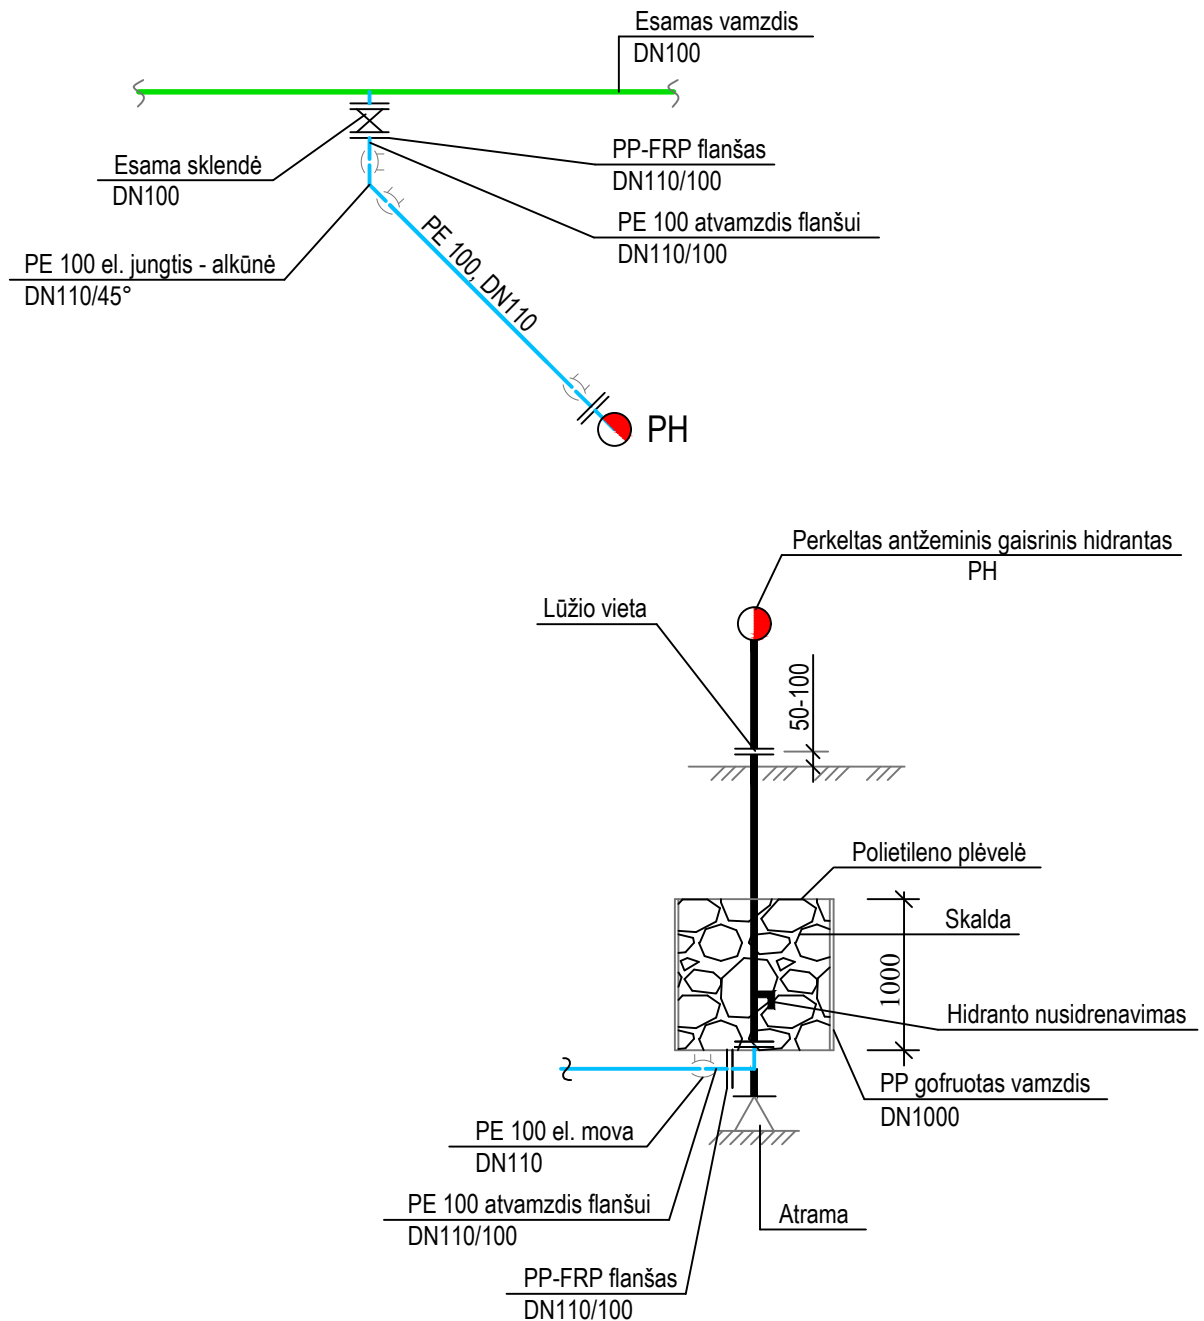 Esamas vamzdis
DN100
PP-FRP flanšas
DN110/100
Esama sklendė
DN100
PE 100 atvamzdis flanšui
DN110/100
PE 100 el. jungtis - alkūnė
DN110/45°
PE 100, DN110
PH
Perkeltas antžeminis gaisrinis hidrantas
PH
Lūžio vieta
50-100
Polietileno plėvelė
Skalda
1000
Hidranto nusidrenavimas
PP gofruotas vamzdis
DN1000
PE 100 el. mova
DN110
PE 100 atvamzdis flanšui
DN110/100
Atrama
PP-FRP flanšas
DN110/100